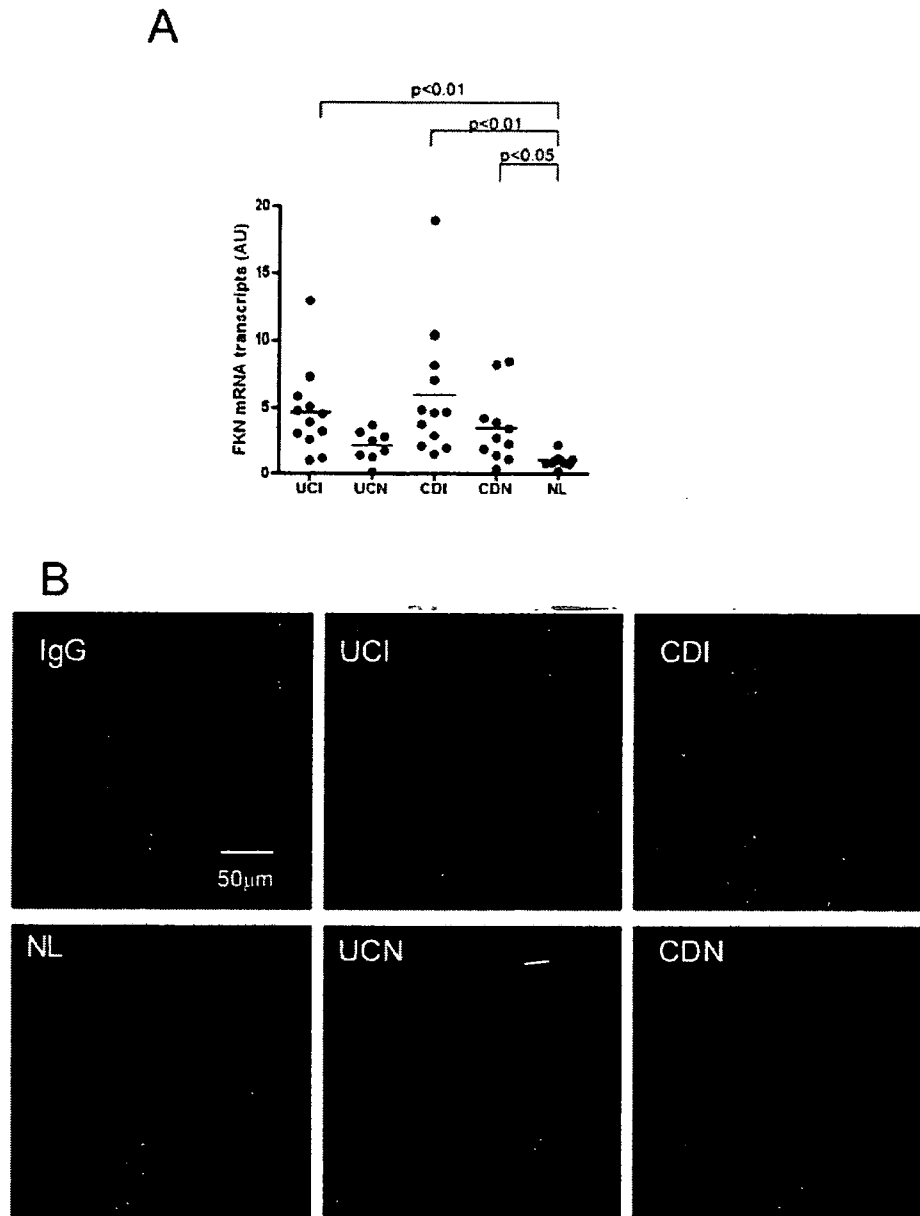 A
p<0.01
p<0.01
p<0.05
FKN mRNA transcripts (AU)
20
15
10
5
0
UCI UCN CDI CDN NL
B
IgG UCI CDI
50µm
NL UCN CDN